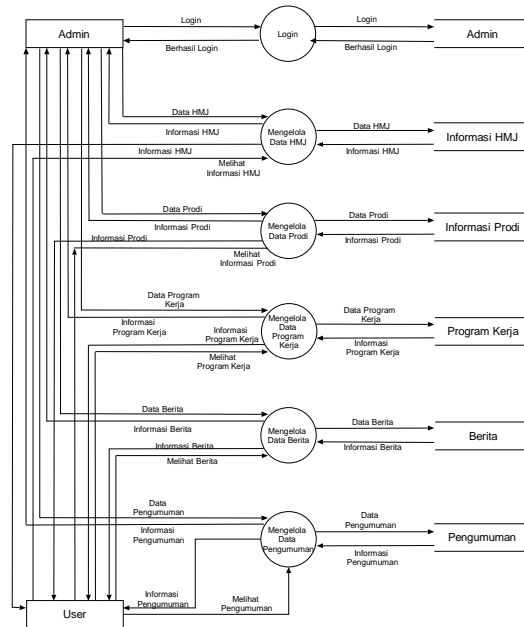 Login
Login
Admin
Login
Admin
Berhasil Login
Berhasil Login
Data HMJ
Data HMJ
Informasi HMJ
Mengelola
Data HMJ
Informasi HMJ
Informasi HMJ
Informasi HMJ
Melihat
Informasi HMJ
Data Prodi
Data Prodi
Informasi Prodi
Mengelola
Data Prodi
Informasi Prodi
Informasi Prodi
Informasi Prodi
Melihat
Informasi Prodi
Data Program
Kerja
Data Program
Kerja
Informasi
Program Kerja
Mengelola
Data
Program
Kerja
Program Kerja
Informasi
Program Kerja
Informasi
Program Kerja
Melihat
Program Kerja
Data Berita
Data Berita
Informasi Berita
Mengelola
Data Berita
Berita
Informasi Berita
Informasi Berita
Melihat Berita
Data
Pengumuman
Data
Pengumuman
Informasi
Pengumuman
Mengelola
Data
Pengumuman
Pengumuman
Informasi
Pengumuman
Informasi
Pengumuman
Melihat
Pengumuman
User